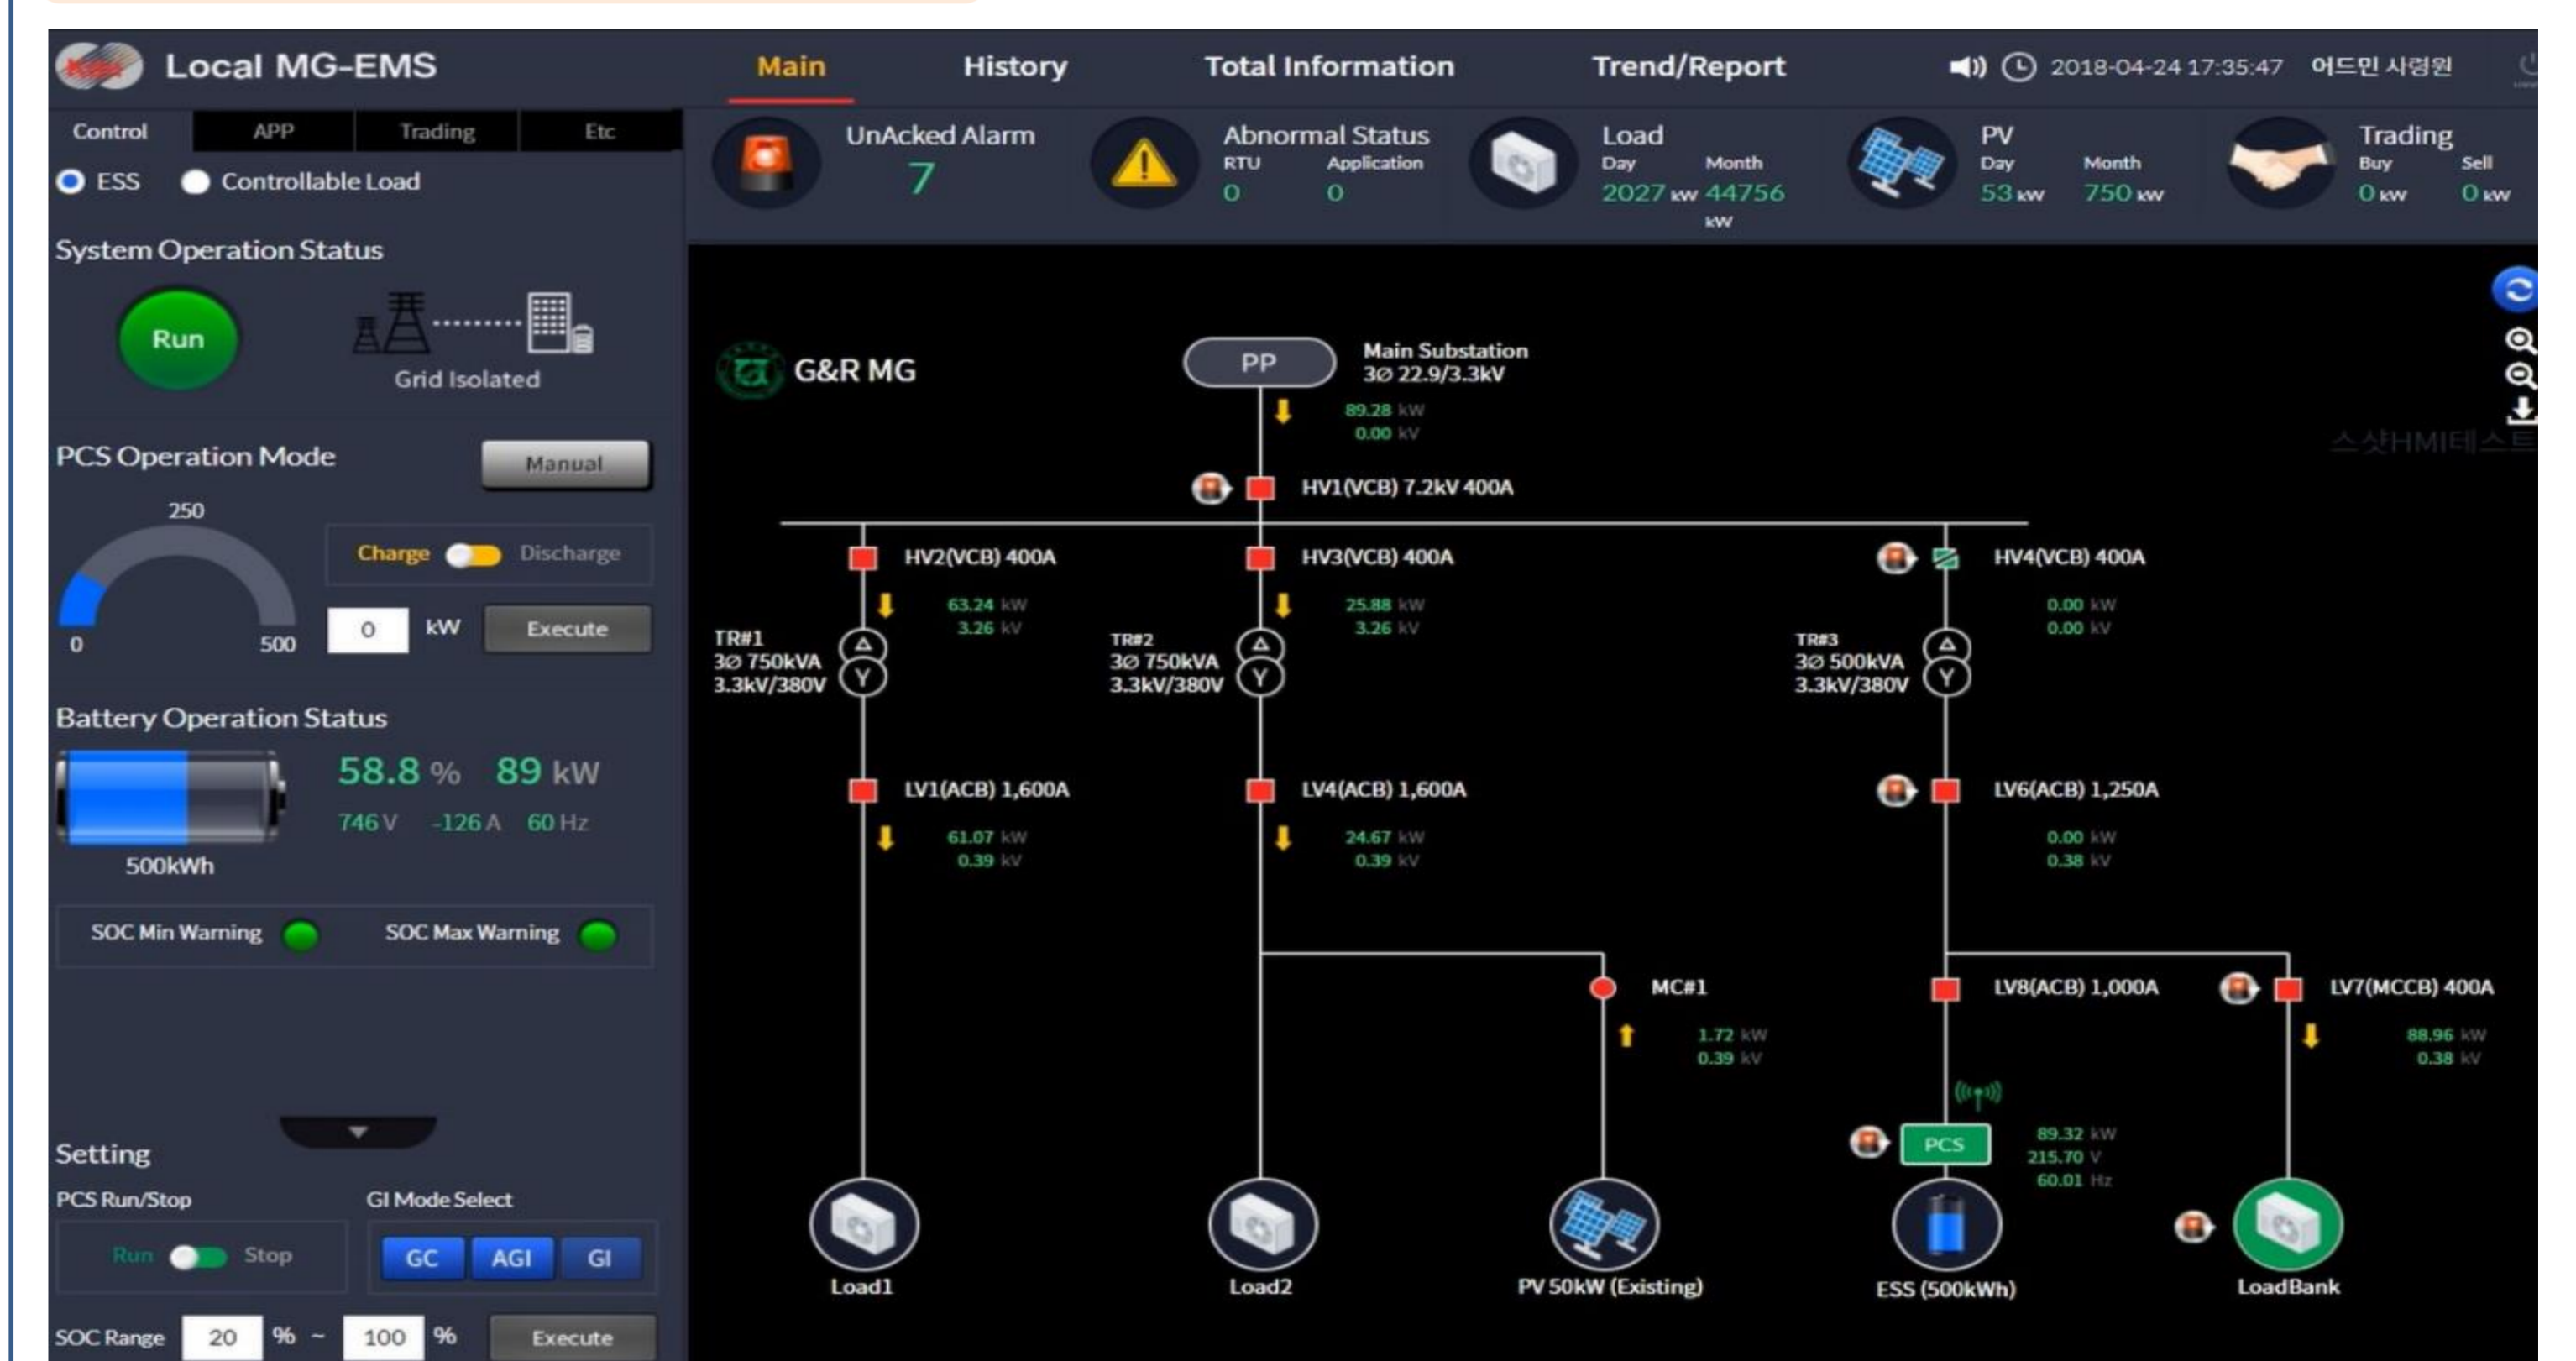 Local MG-EMS
Main History Total Information Trend/Report
2018-04-24 17:35:47 어드민 사령원
Control APP Trading Etc
ESS Controllable Load
UnAcked Alarm
7
Abnormal Status
RTU Application
0 0
Load
Day Month
2027 kW 44756 kW
PV
Day Month
53 kW 750 kW
Trading
Buy Sell
0 kW 0 kW
System Operation Status
Run
Grid Isolated
PCS Operation Mode
Manual
250
0 500
Charge Discharge
0 kW Execute
Battery Operation Status
58.8 % 89 kW
746 V -126 A 60 Hz
500kWh
SOC Min Warning SOC Max Warning
Setting
PCS Run/Stop GI Mode Select
Run Stop GC AGI GI
SOC Range 20 % ~ 100 % Execute
G&R MG
PP
Main Substation
3∅ 22.9/3.3kV
89.28 kW
0.00 kV
스샷HMI테스트
HV1(VCB) 7.2kV 400A
HV2(VCB) 400A
63.24 kW
3.26 kV
HV3(VCB) 400A
25.88 kW
3.26 kV
HV4(VCB) 400A
0.00 kW
0.00 kV
TR#1
3∅ 750kVA
3.3kV/380V
TR#2
3∅ 750kVA
3.3kV/380V
TR#3
3∅ 500kVA
3.3kV/380V
LV1(ACB) 1,600A
61.07 kW
0.39 kV
LV4(ACB) 1,600A
24.67 kW
0.39 kV
LV6(ACB) 1,250A
0.00 kW
0.38 kV
MC#1
1.72 kW
0.39 kV
LV8(ACB) 1,000A
LV7(MCCB) 400A
88.96 kW
0.38 kV
PCS
89.32 kW
215.70 V
60.01 Hz
Load1
Load2
PV 50kW (Existing)
ESS (500kWh)
LoadBank